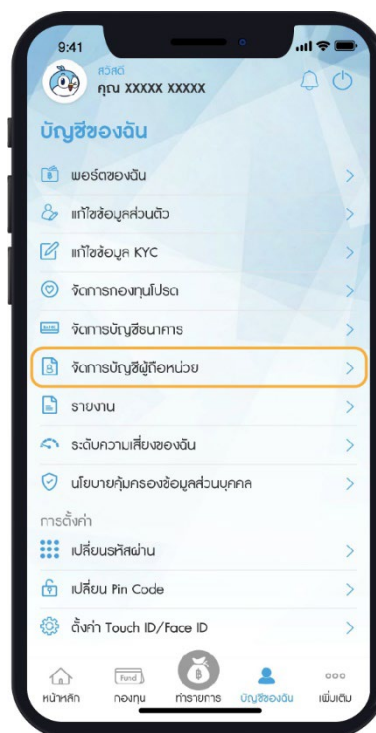 9:41
สวัสดี
คุณ XXXXX XXXXX
บัญชีของฉัน
พอร์ตของฉัน
แก้ไขข้อมูลส่วนตัว
แก้ไขข้อมูล KYC
จัดการกองทุนโปรด
จัดการบัญชีธนาคาร
จัดการบัญชีผู้ถือหน่วย
รายงาน
ระดับความเสี่ยงของฉัน
นโยบายคุ้มครองข้อมูลส่วนบุคคล
การตั้งค่า
เปลี่ยนรหัสผ่าน
เปลี่ยน Pin Code
ตั้งค่า Touch ID/Face ID
Fund
หน้าหลัก กองทุน ทำรายการ บัญชีของฉัน เพิ่มเติม